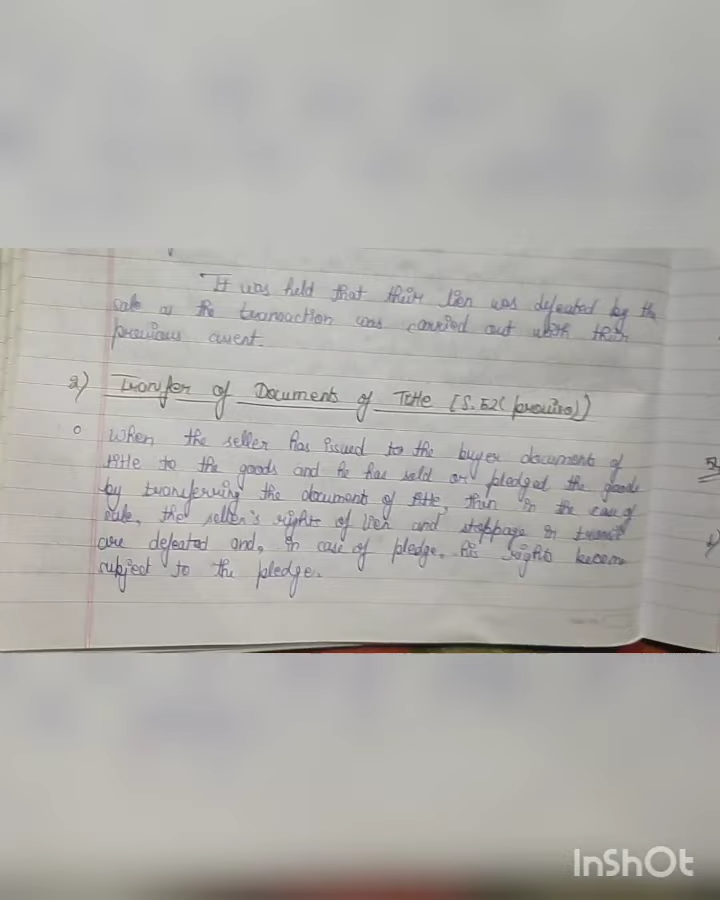 It was held that their lien was defeated by the
sale as the transaction was carried out with their
previous assent.
2) Transfer of Documents of Title [S.52(proviso)]
o When the seller has issued to the buyer documents of
title to the goods and he has sold or pledged the goods
by transferring the document of title, then in the case of
sale, the seller's rights of lien and stoppage in transit
are defeated and, in case of pledge, his rights become
subject to the pledge.
InShOt